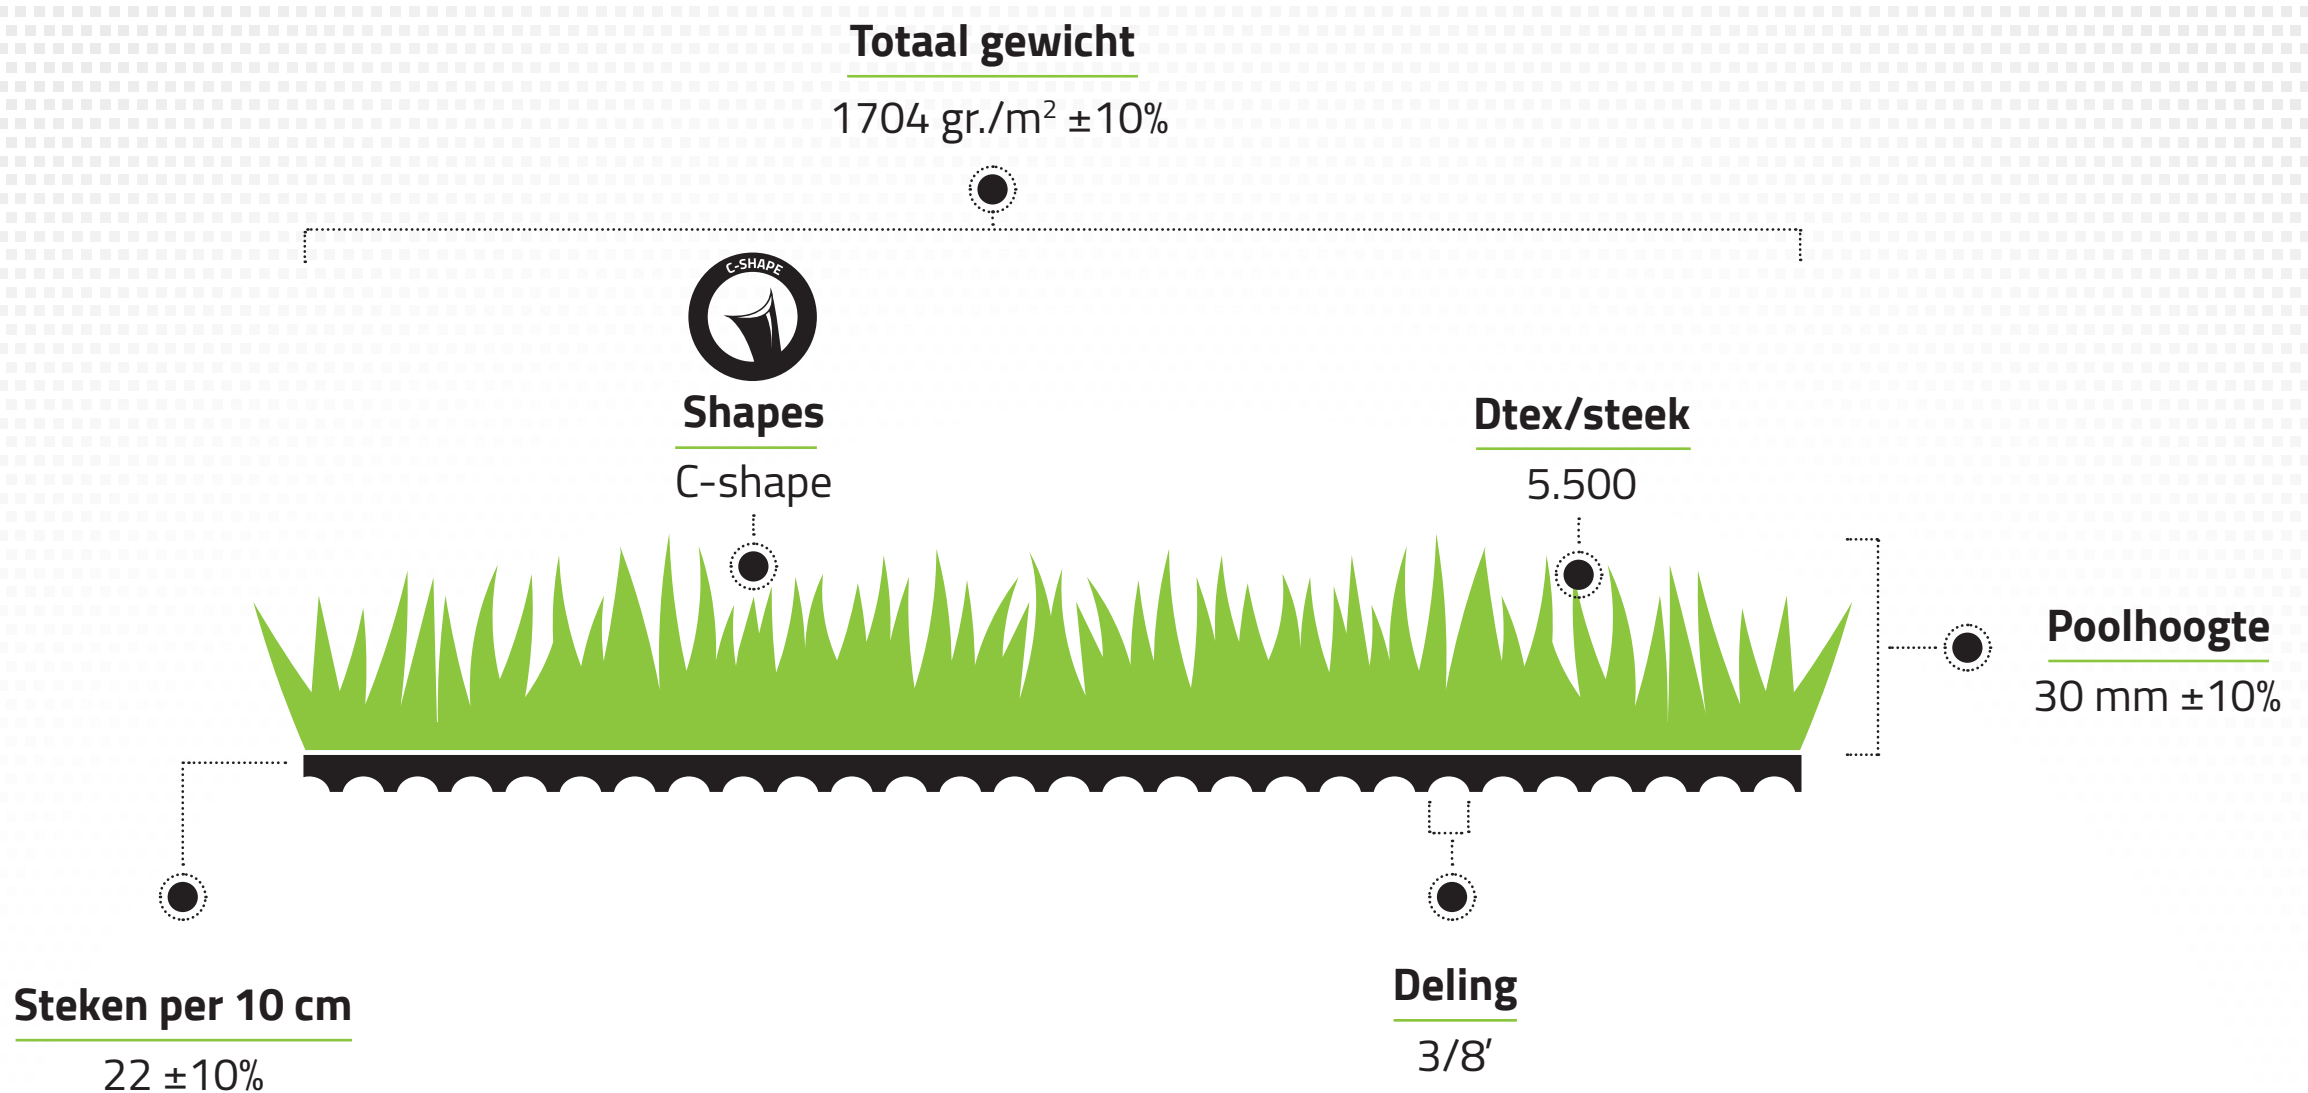 Totaal gewicht
1704 gr./m² ±10%
C-SHAPE
Shapes
C-shape
Dtex/steek
5.500
Poolhoogte
30 mm ±10%
Steken per 10 cm
22 ±10%
Deling
3/8’